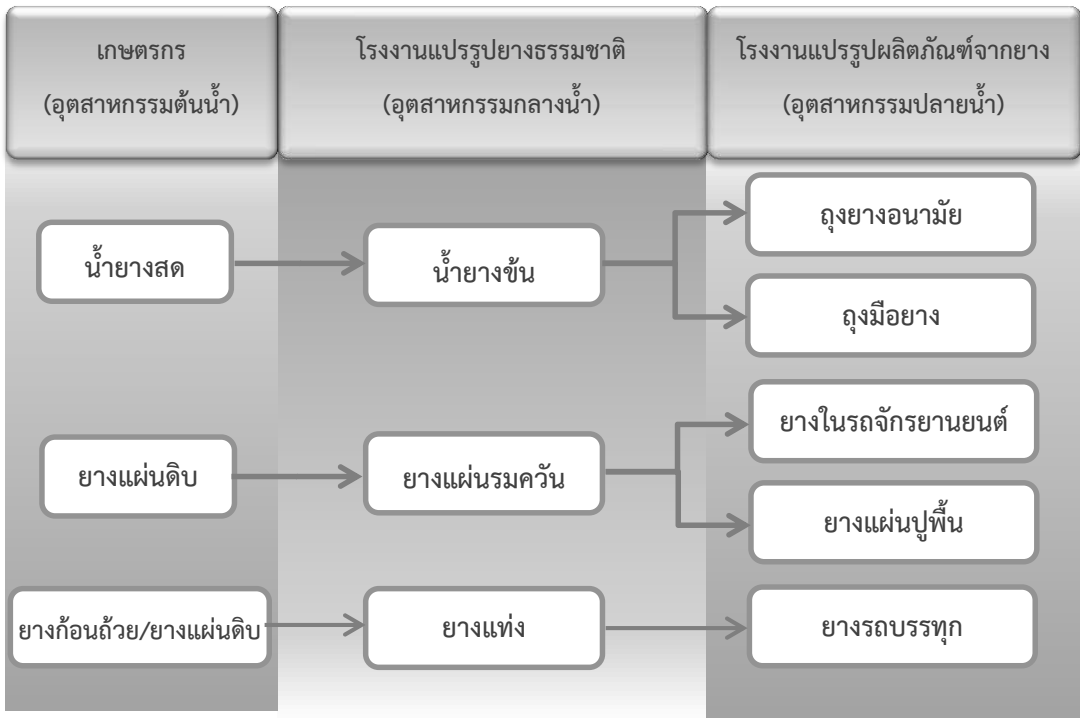 เกษตรกร
(อุตสาหกรรมต้นน้ำ)
โรงงานแปรรูปยางธรรมชาติ
(อุตสาหกรรมกลางน้ำ)
โรงงานแปรรูปผลิตภัณฑ์จากยาง
(อุตสาหกรรมปลายน้ำ)
น้ำยางสด
น้ำยางข้น
ถุงยางอนามัย
ถุงมือยาง
ยางแผ่นดิบ
ยางแผ่นรมควัน
ยางในรถจักรยานยนต์
ยางแผ่นปูพื้น
ยางก้อนถ้วย/ยางแผ่นดิบ
ยางแท่ง
ยางรถบรรทุก